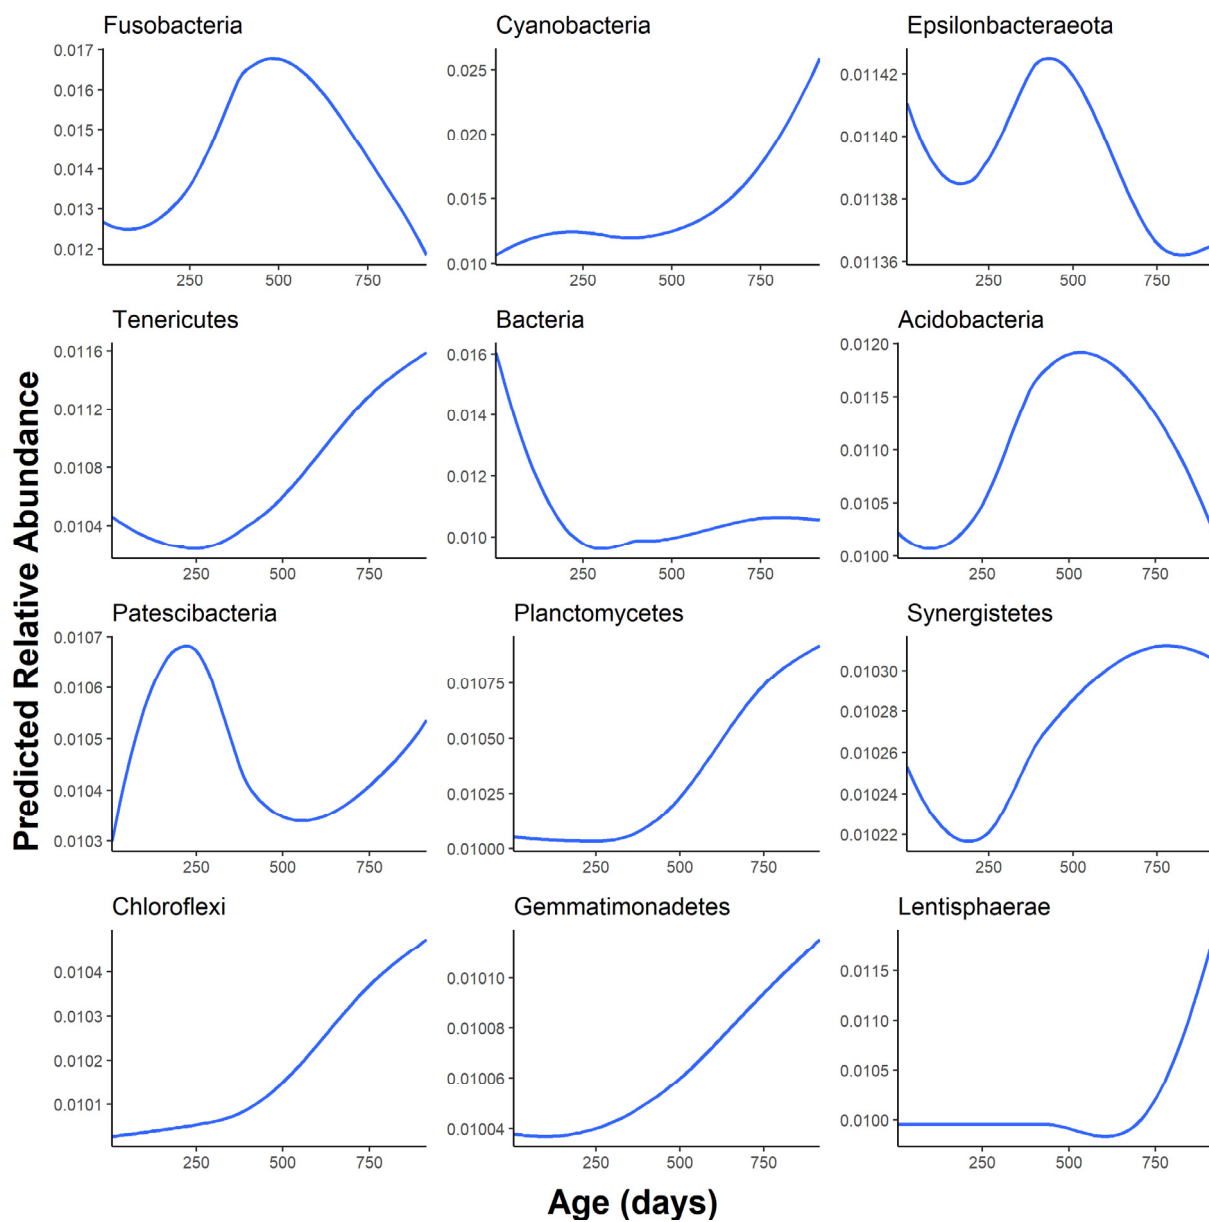 Fusobacteria
Cyanobacteria
Epsilonbacteraeota
0.017
0.016
0.015
0.014
0.013
0.012
250 500 750
0.025
0.020
0.015
0.010
250 500 750
0.01142
0.01140
0.01138
0.01136
250 500 750
Tenericutes
Bacteria
Acidobacteria
0.0116
0.0112
0.0108
0.0104
250 500 750
0.016
0.014
0.012
0.010
250 500 750
0.0120
0.0115
0.0110
0.0105
0.0100
250 500 750
Predicted Relative Abundance
Patescibacteria
Planctomycetes
Synergistetes
0.0107
0.0106
0.0105
0.0104
0.0103
250 500 750
0.01075
0.01050
0.01025
0.01000
250 500 750
0.01030
0.01028
0.01026
0.01024
0.01022
250 500 750
Chloroflexi
Gemmatimonadetes
Lentisphaerae
0.0104
0.0103
0.0102
0.0101
250 500 750
0.01010
0.01008
0.01006
0.01004
250 500 750
0.0115
0.0110
0.0105
0.0100
250 500 750
Age (days)